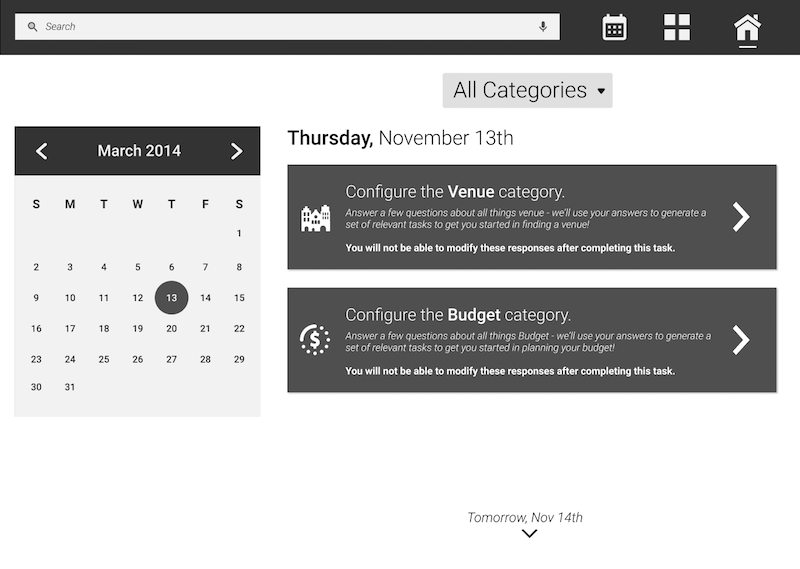 Search
All Categories
March 2014
S M T W T F S
1
2 3 4 5 6 7 8
9 10 11 12 13 14 15
16 17 18 19 20 21 22
23 24 25 26 27 28 29
30 31
Thursday, November 13th
Configure the Venue category.
Answer a few questions about all things venue - we'll use your answers to generate a
set of relevant tasks to get you started in finding a venue!
You will not be able to modify these responses after completing this task.
Configure the Budget category.
Answer a few questions about all things Budget - we'll use your answers to generate a
set of relevant tasks to get you started in planning your budget!
You will not be able to modify these responses after completing this task.
Tomorrow, Nov 14th